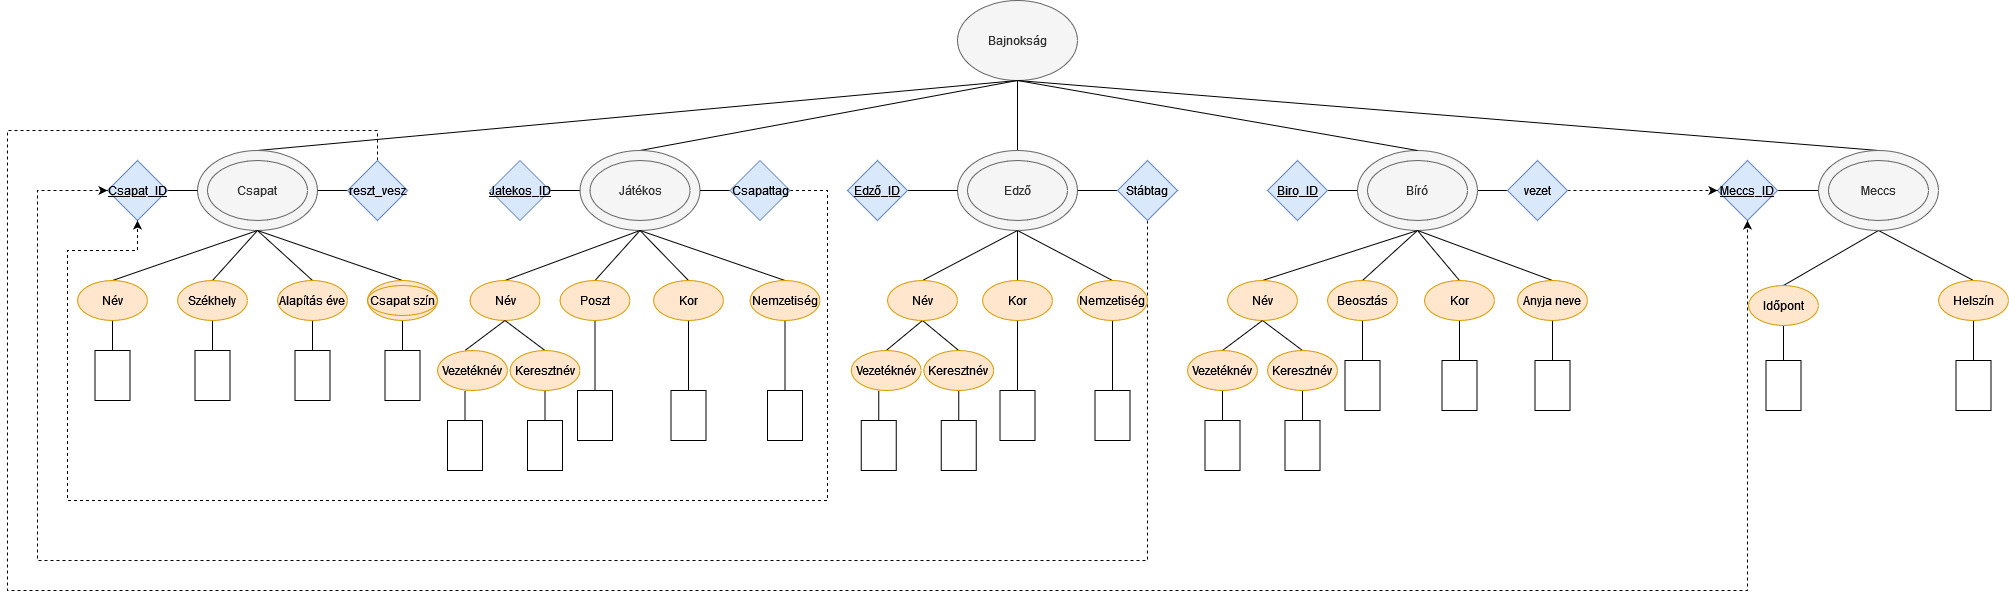 Bajnokság
Csapat_ID
Csapat
reszt_vesz
Jatekos_ID
Játékos
Csapattag
Edző_ID
Edző
Stábtag
Biro_ID
Bíró
vezet
Meccs_ID
Meccs
Név
Székhely
Alapítás éve
Csapat szín
Név
Poszt
Kor
Nemzetiség
Név
Kor
Nemzetiség
Név
Beosztás
Kor
Anyja neve
Időpont
Helszín
Vezetéknév
Keresztnév
Vezetéknév
Keresztnév
Vezetéknév
Keresztnév